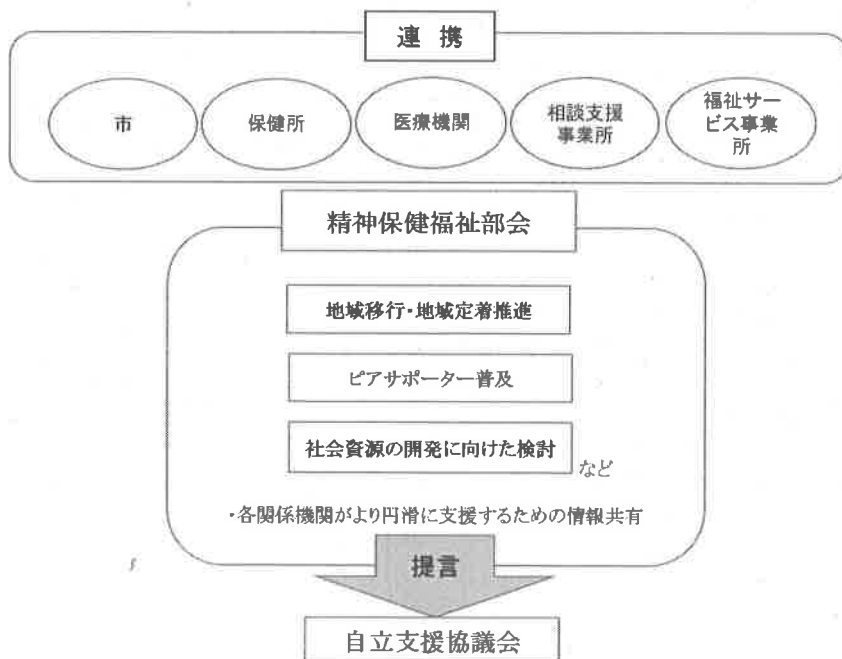 連 携
市
保健所
医療機関
相談支援
事業所
福祉サー
ビス事業
所
精神保健福祉部会
地域移行・地域定着推進
ピアサポーター普及
社会資源の開発に向けた検討
など
・各関係機関がより円滑に支援するための情報共有
提言
自立支援協議会